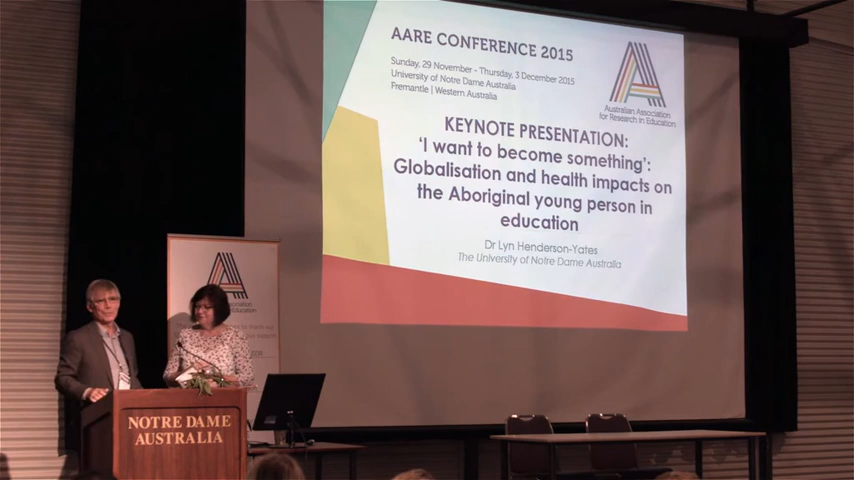 AARE CONFERENCE 2015
Sunday, 29 November - Thursday, 3 December 2015
University of Notre Dame Australia
Fremantle | Western Australia
Australian Association
for Research in Education
KEYNOTE PRESENTATION:
'I want to become something':
Globalisation and health impacts on
the Aboriginal young person in
education
Dr Lyn Henderson-Yates
The University of Notre Dame Australia
NOTRE DAME
AUSTRALIA